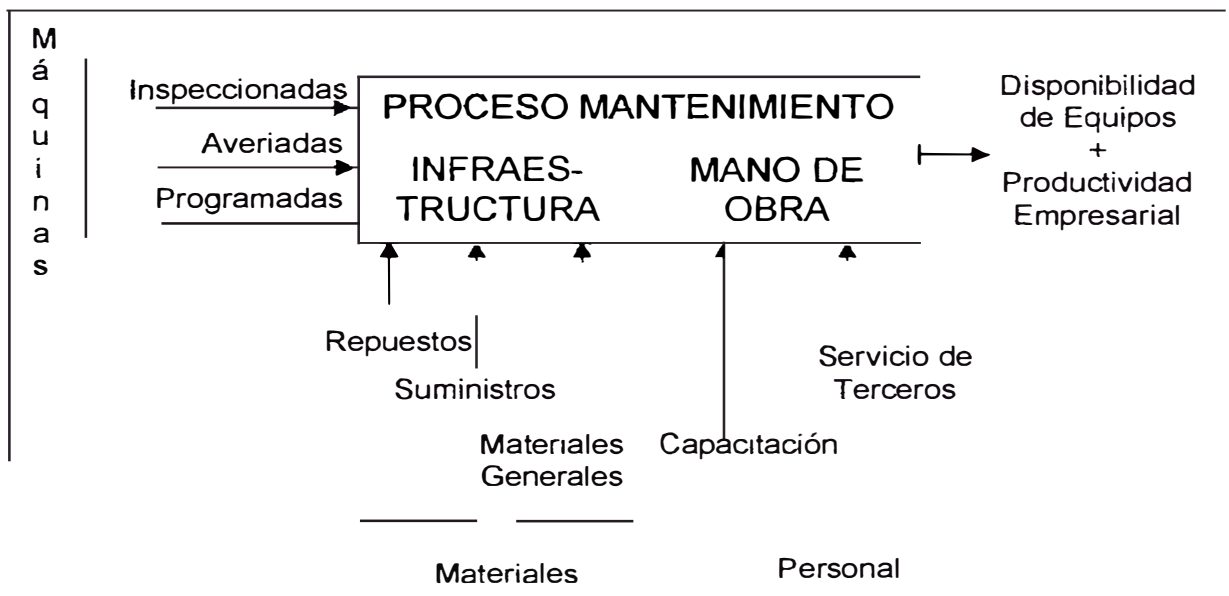 Máquinas
Inspeccionadas
Averiadas
Programadas
PROCESO MANTENIMIENTO
INFRAES-
TRUCTURA
MANO DE
OBRA
Disponibilidad
de Equipos
+
Productividad
Empresarial
Repuestos
Suministros
Materiales
Generales
Capacitación
Servicio de
Terceros
Materiales
Personal